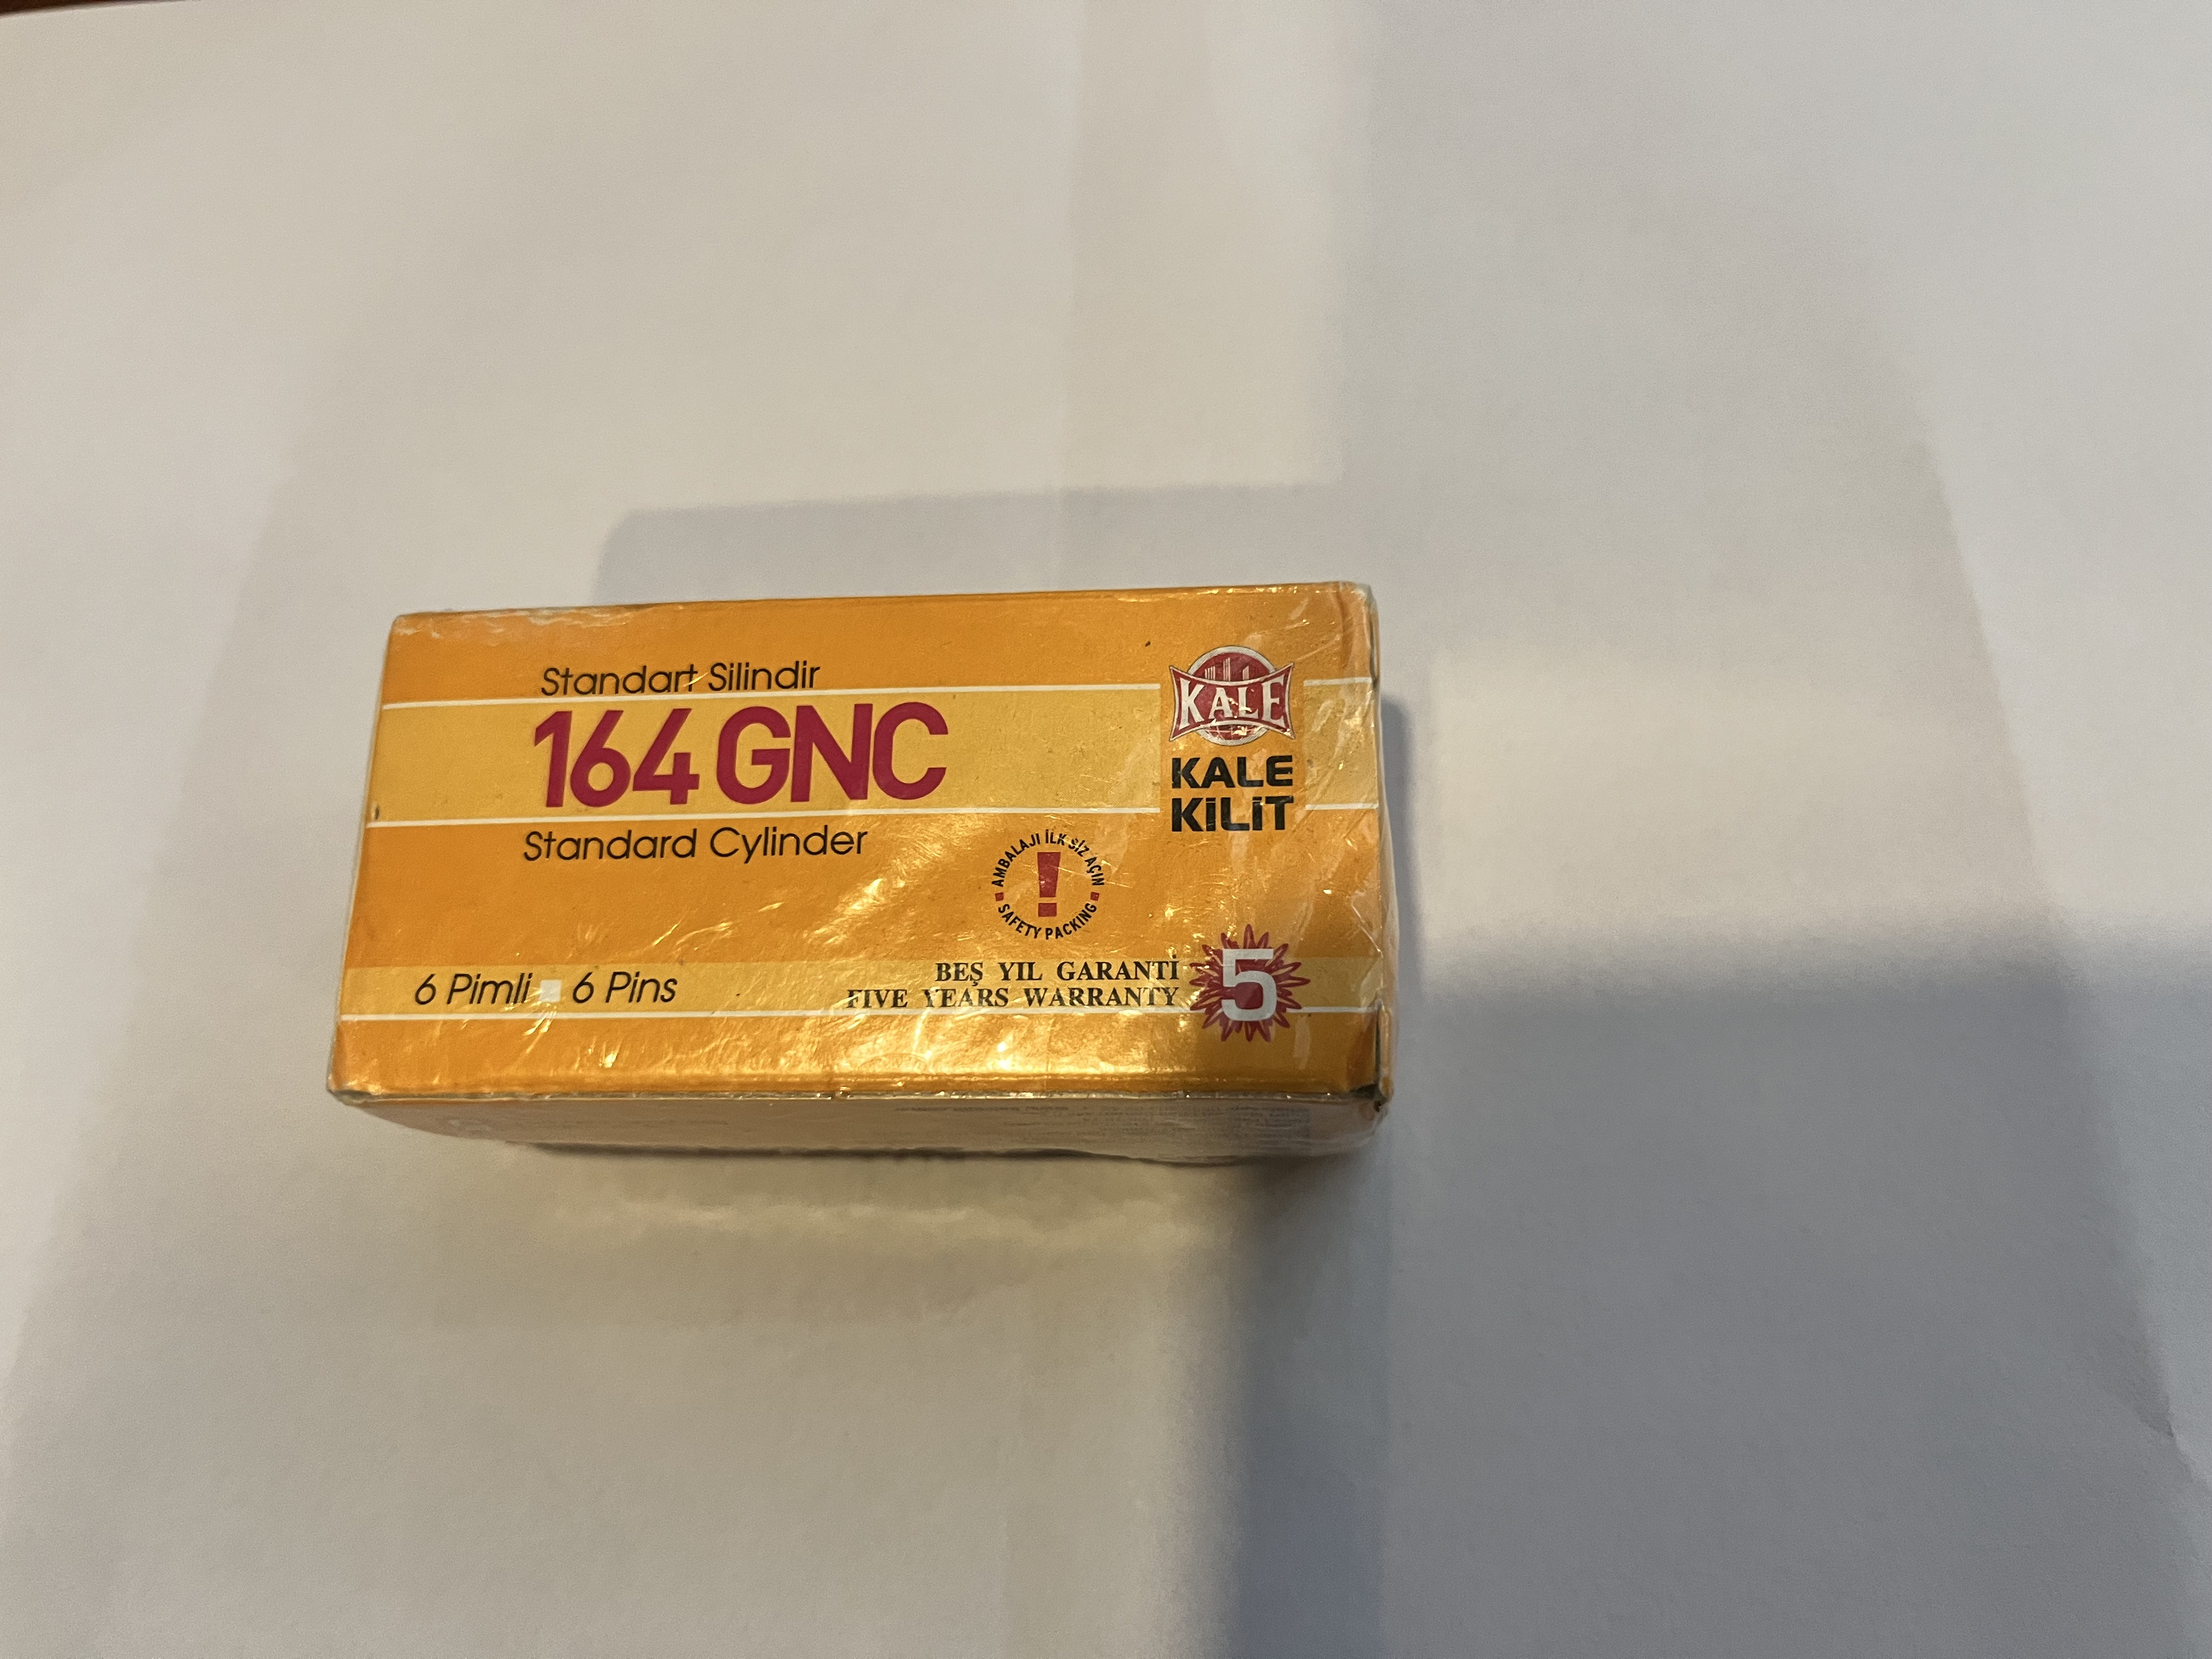 Standart Silindir
164 GNC
Standard Cylinder
KALE
KALE
KİLİT
AMBALAJI İLK SİZ AÇIN
!
SAFETY PACKING
6 Pimli 6 Pins
BEŞ YIL GARANTİ
FIVE YEARS WARRANTY
5